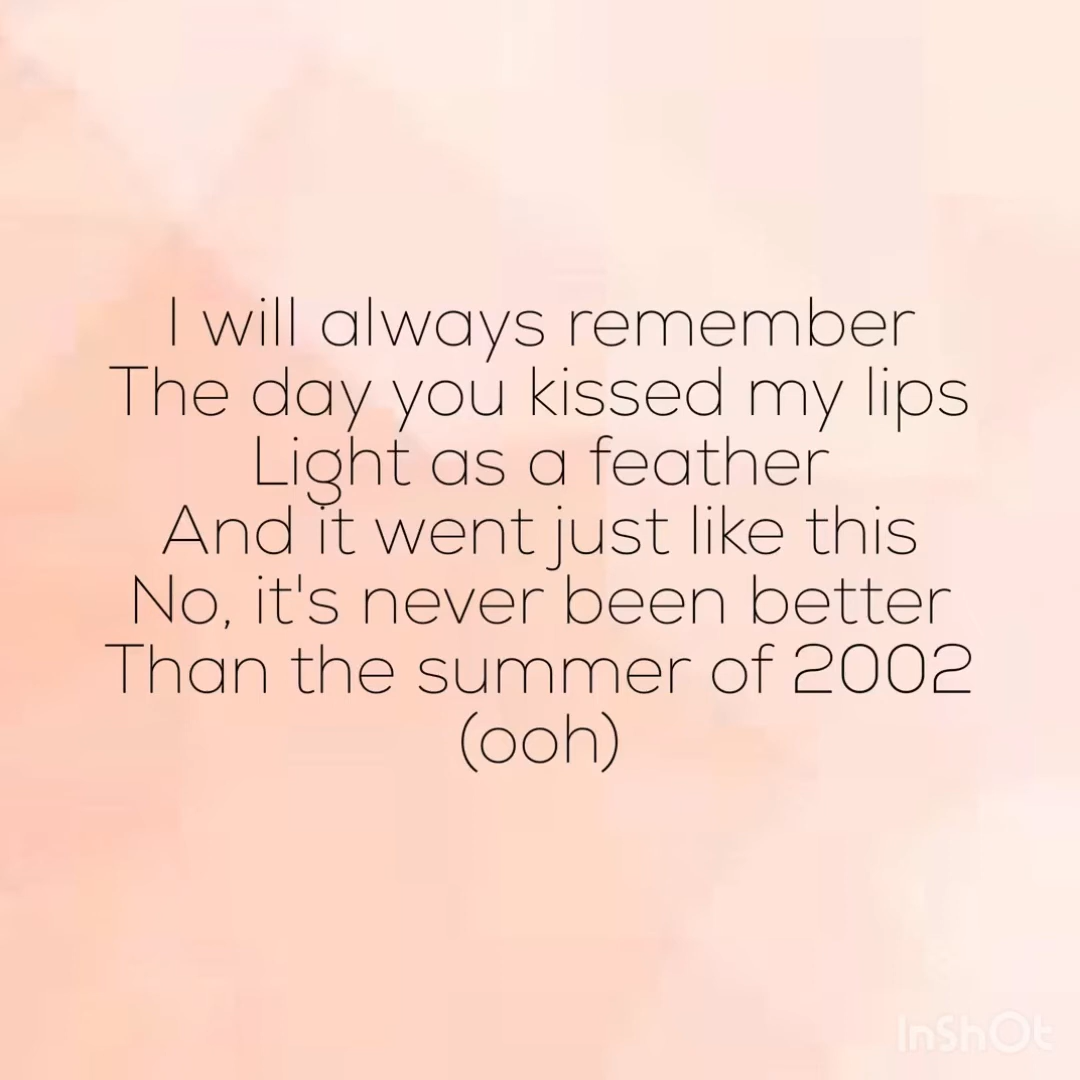 I will always remember
The day you kissed my lips
Light as a feather
And it went just like this
No, it's never been better
Than the summer of 2002
(ooh)
InShOt